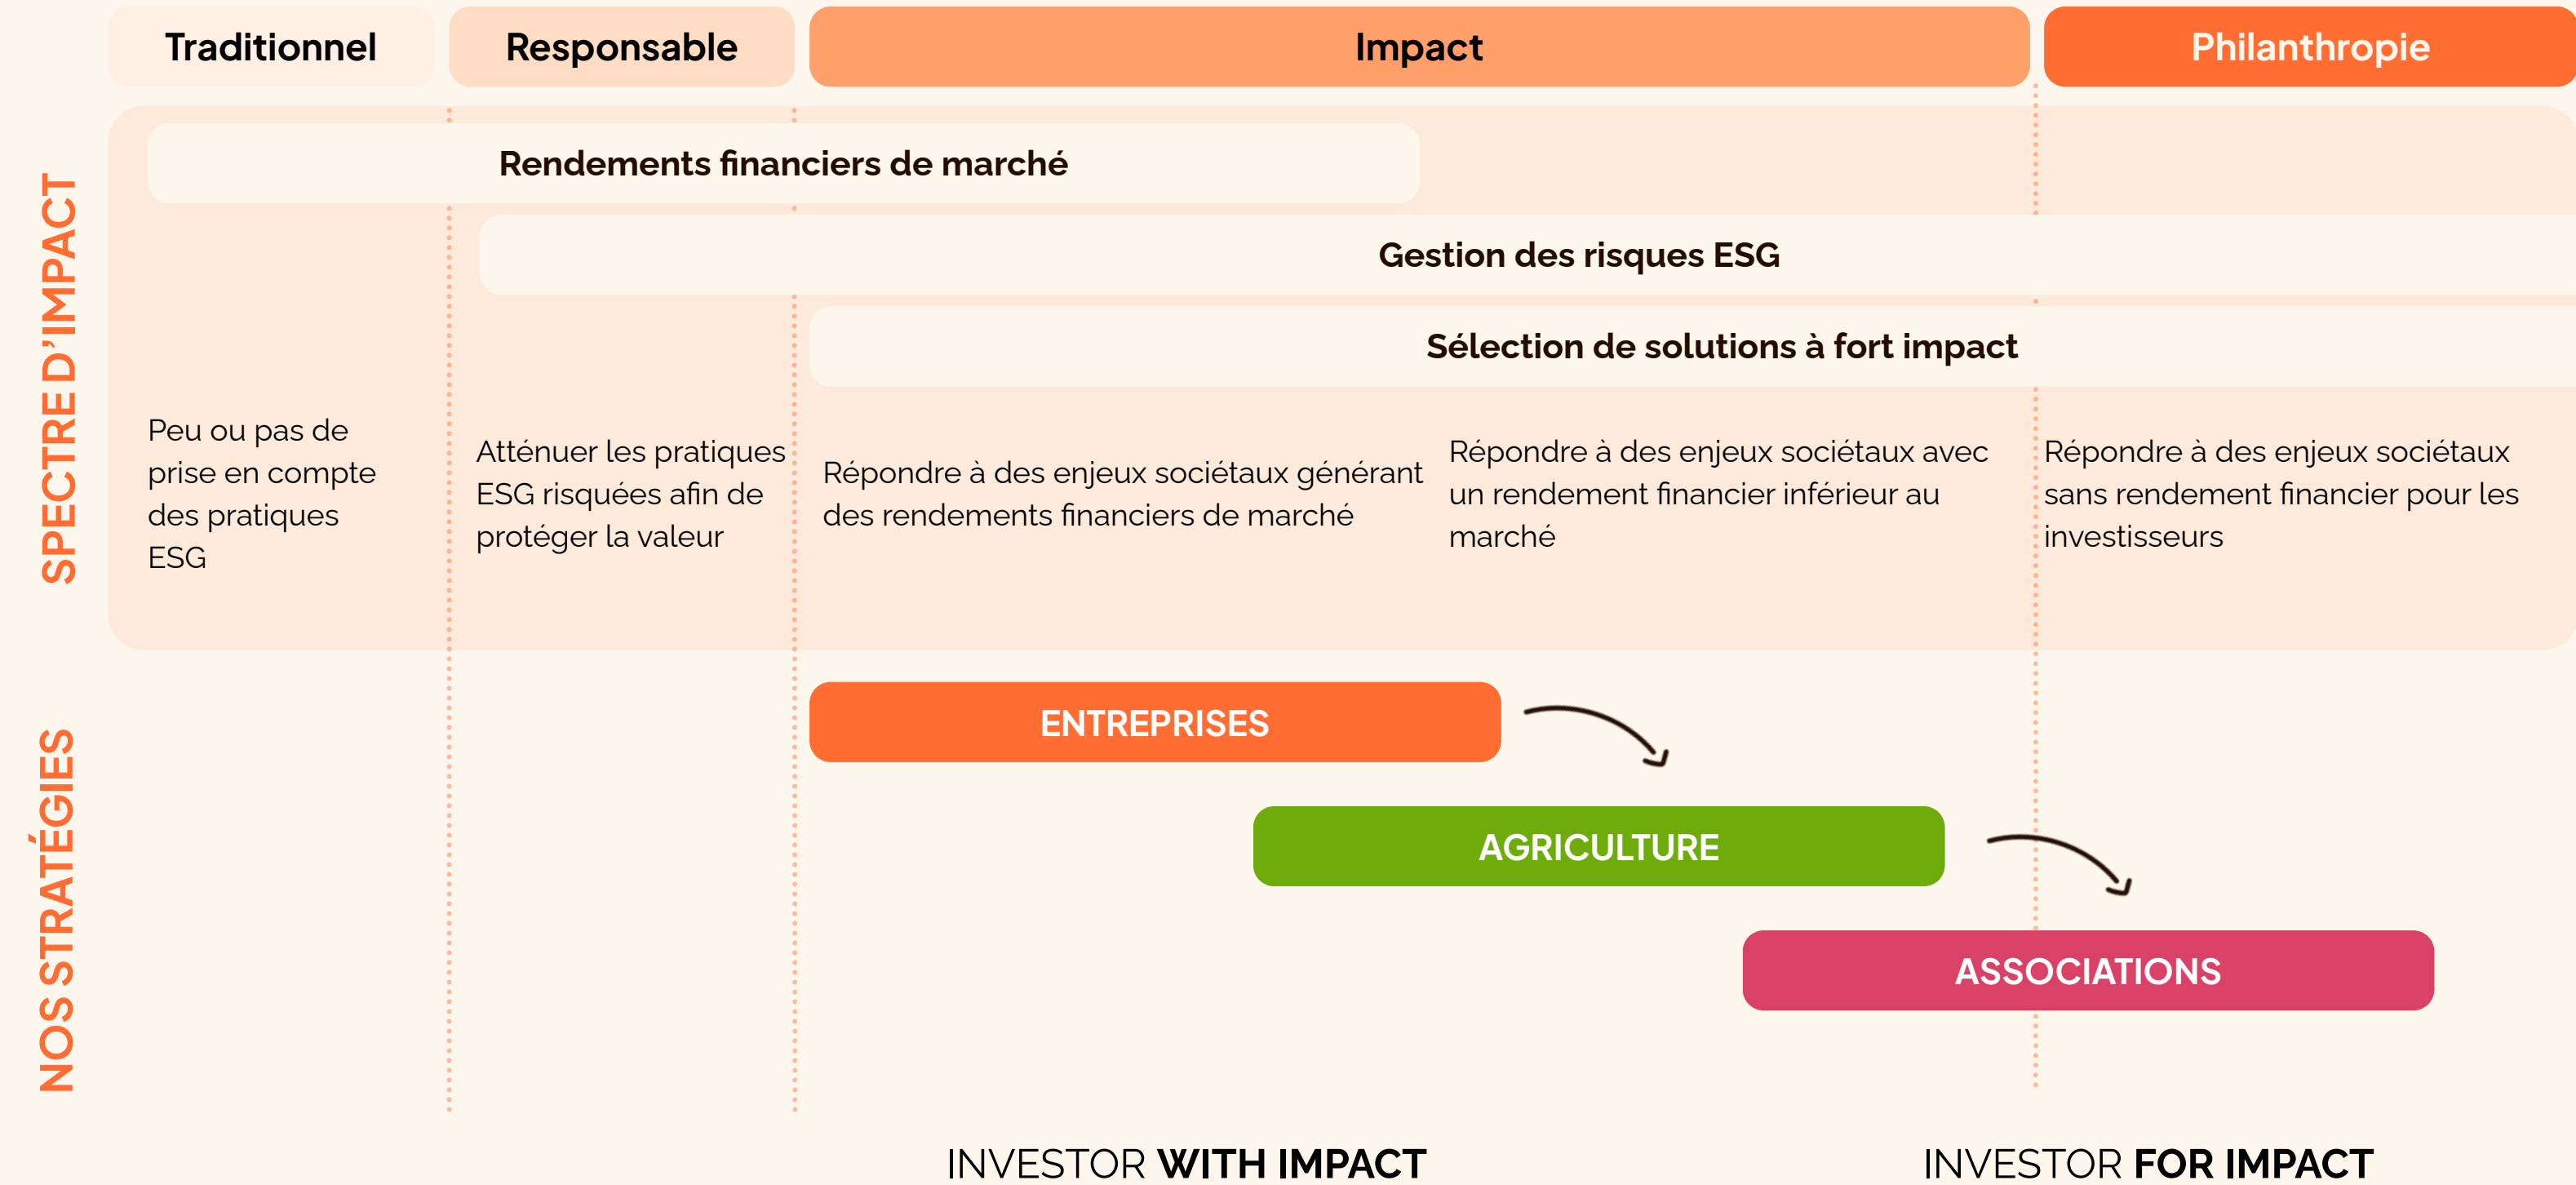 Traditionnel
Responsable
Impact
Philanthropie
SPECTRE D’IMPACT
Rendements financiers de marché
Gestion des risques ESG
Sélection de solutions à fort impact
Peu ou pas de
prise en compte
des pratiques
ESG
Atténuer les pratiques
ESG risquées afin de
protéger la valeur
Répondre à des enjeux sociétaux générant
des rendements financiers de marché
Répondre à des enjeux sociétaux avec
un rendement financier inférieur au
marché
Répondre à des enjeux sociétaux
sans rendement financier pour les
investisseurs
NOS STRATÉGIES
ENTREPRISES
AGRICULTURE
ASSOCIATIONS
INVESTOR WITH IMPACT
INVESTOR FOR IMPACT